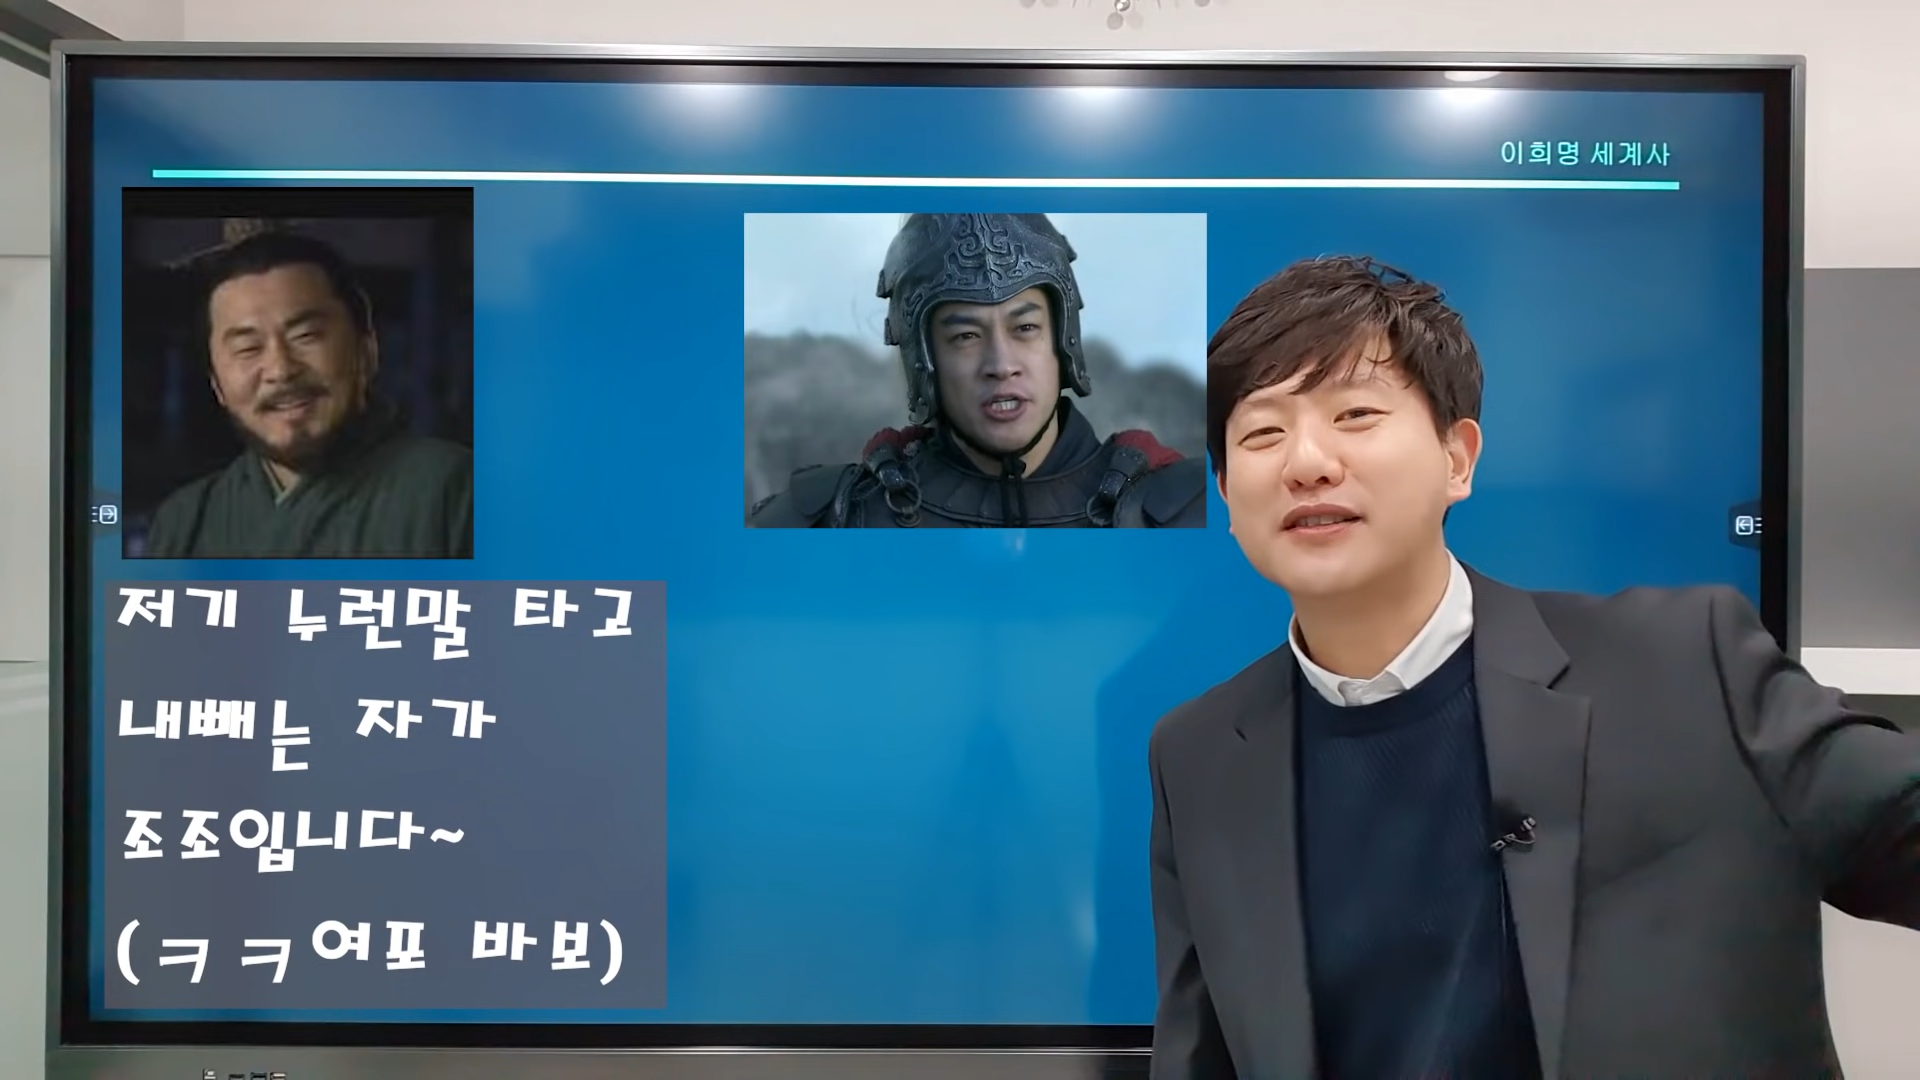 이희명 세계사
저기 누런말 타고
내빼는 자가
조조입니다~
(ㅋㅋ여포 바보)